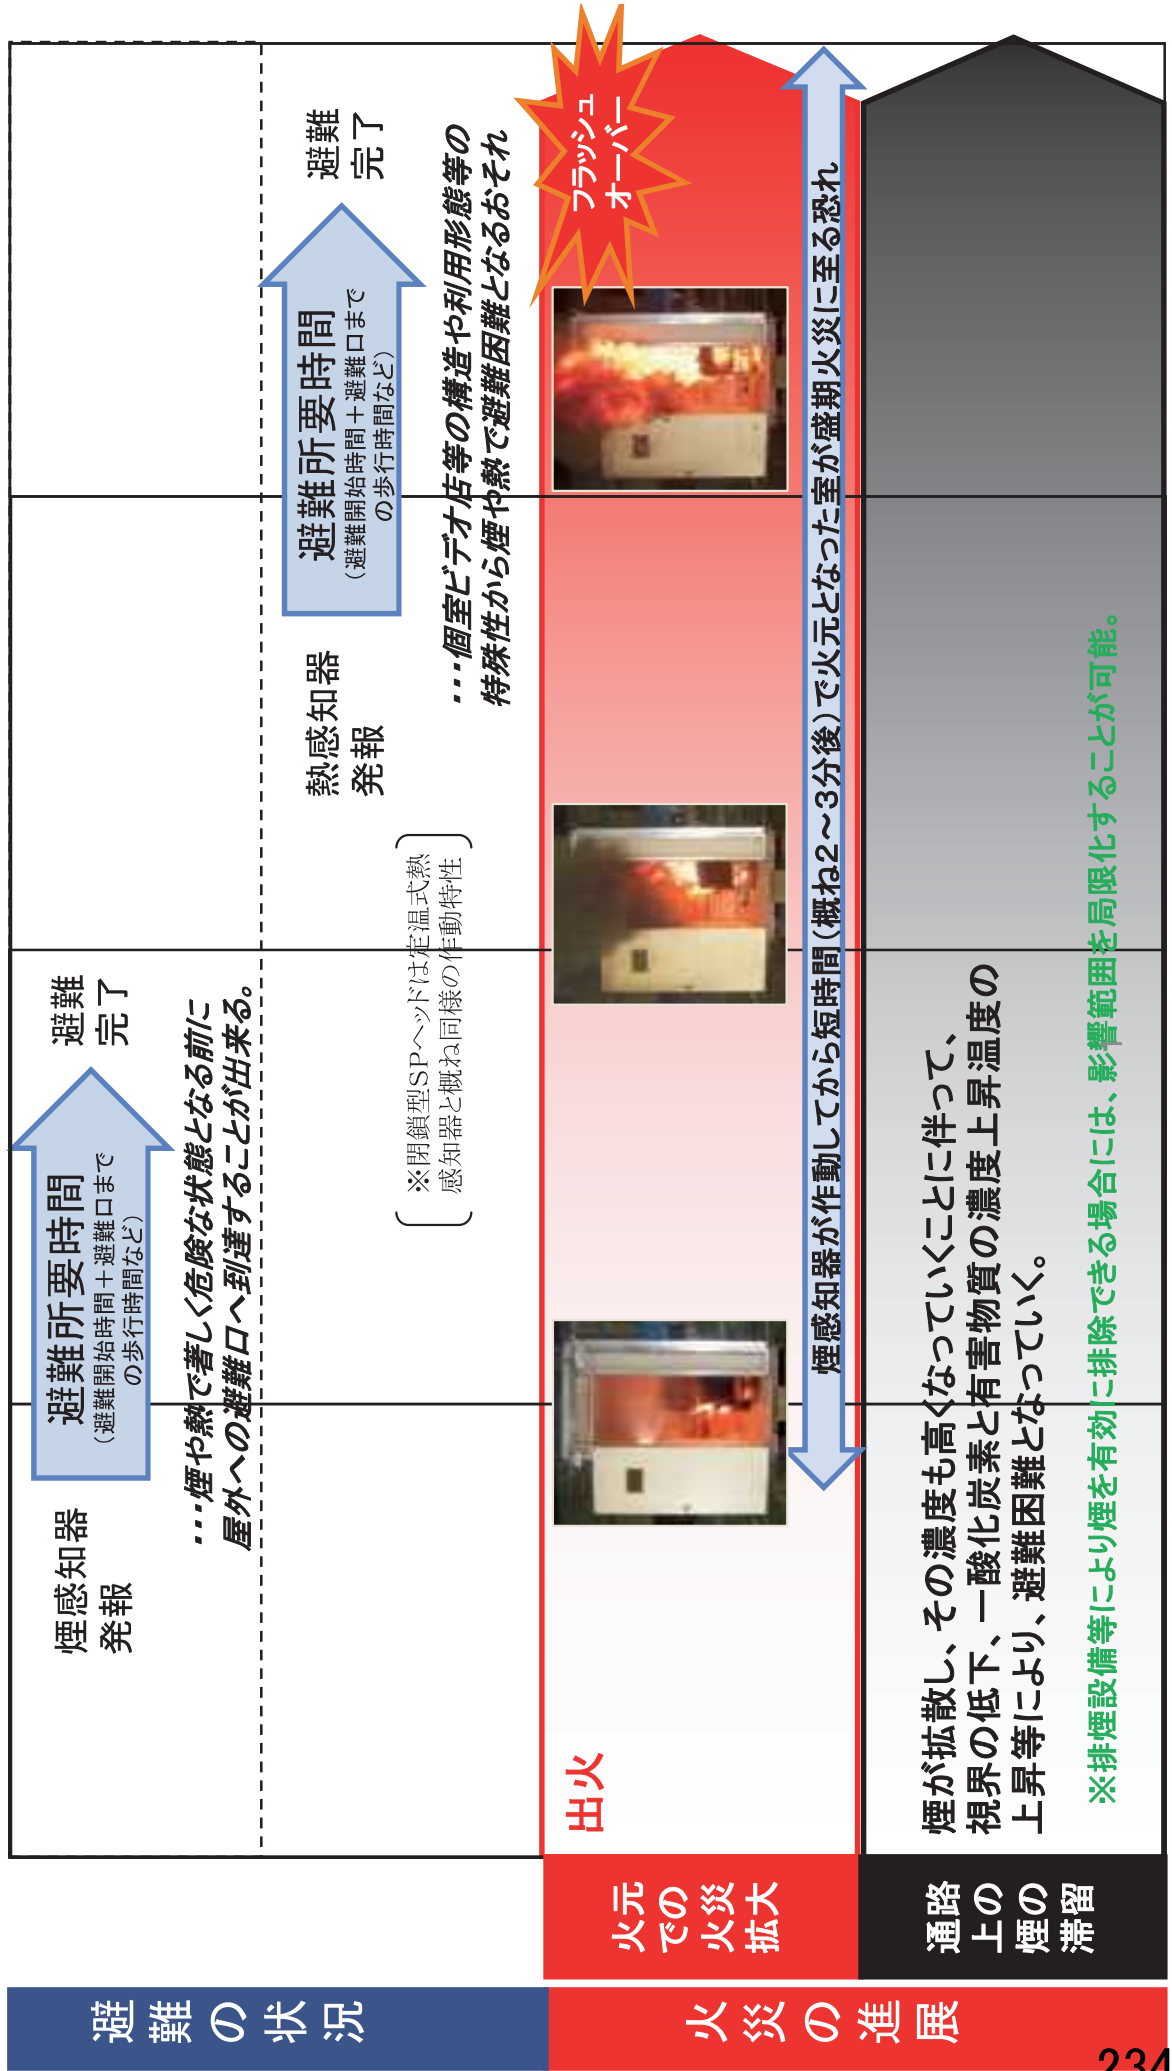 避難の状況
煙感知器
発報
避難所要時間
(避難開始時間+避難口まで
の歩行時間など)
避難
完了
・・・煙や熱で著しく危険な状態となる前に
屋外への避難口へ到達することが出来る。
熱感知器
発報
避難所要時間
(避難開始時間+避難口まで
の歩行時間など)
避難
完了
※閉鎖型SPヘッドは定温式熱
感知器と概ね同様の作動特性
・・・個室ビデオ店等の構造や利用形態等の
特殊性から煙や熱で避難困難となるおそれ
火災の進展
火元
での
火災
拡大
出火
フラッシュ
オーバー
煙感知器が作動してから短時間(概ね2~3分後)で火元となった室が盛期火災に至る恐れ
通路
上の
煙の
滞留
煙が拡散し、その濃度も高くなっていくことに伴って、
視界の低下、一酸化炭素と有害物質の濃度上昇温度の
上昇等により、避難困難となっていく。
※排煙設備等により煙を有効に排除できる場合には、影響範囲を局限化することが可能。
234